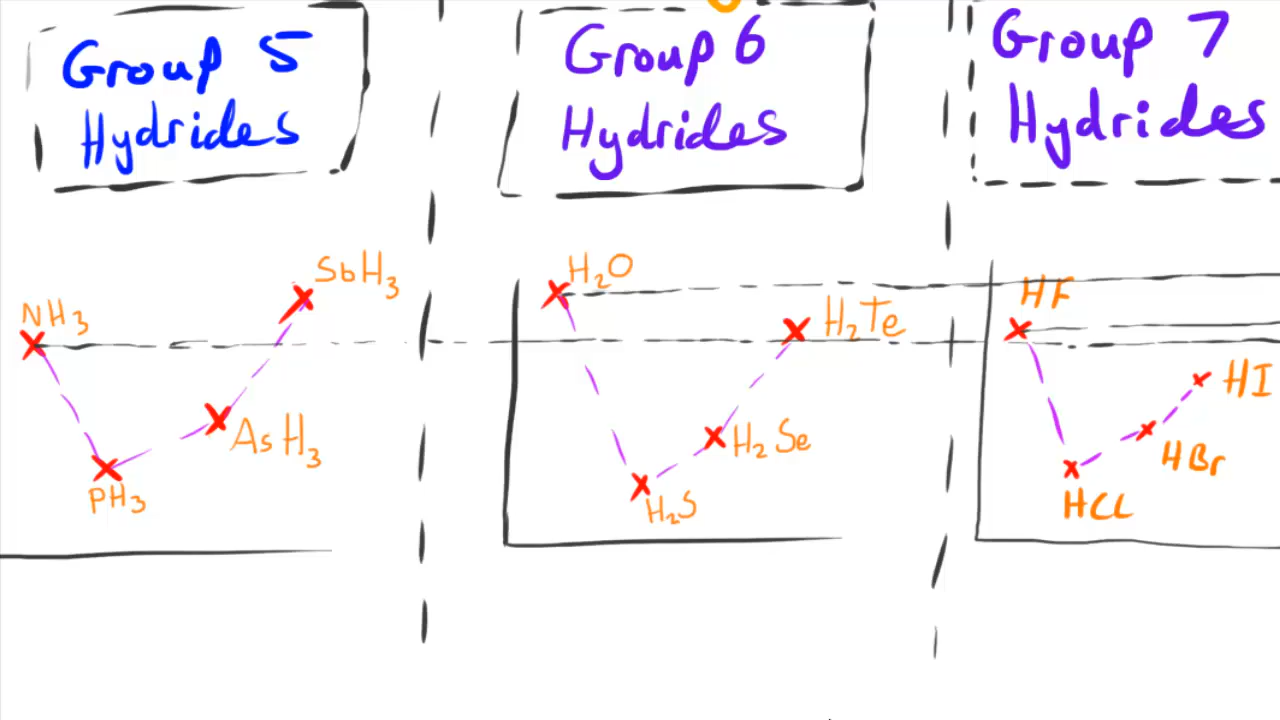 Group 5
Hydrides
Group 6
Hydrides
Group 7
Hydrides
SbH3
NH3
AsH3
PH3
H2O
H2Te
H2Se
H2S
HF
HI
HBr
HCL